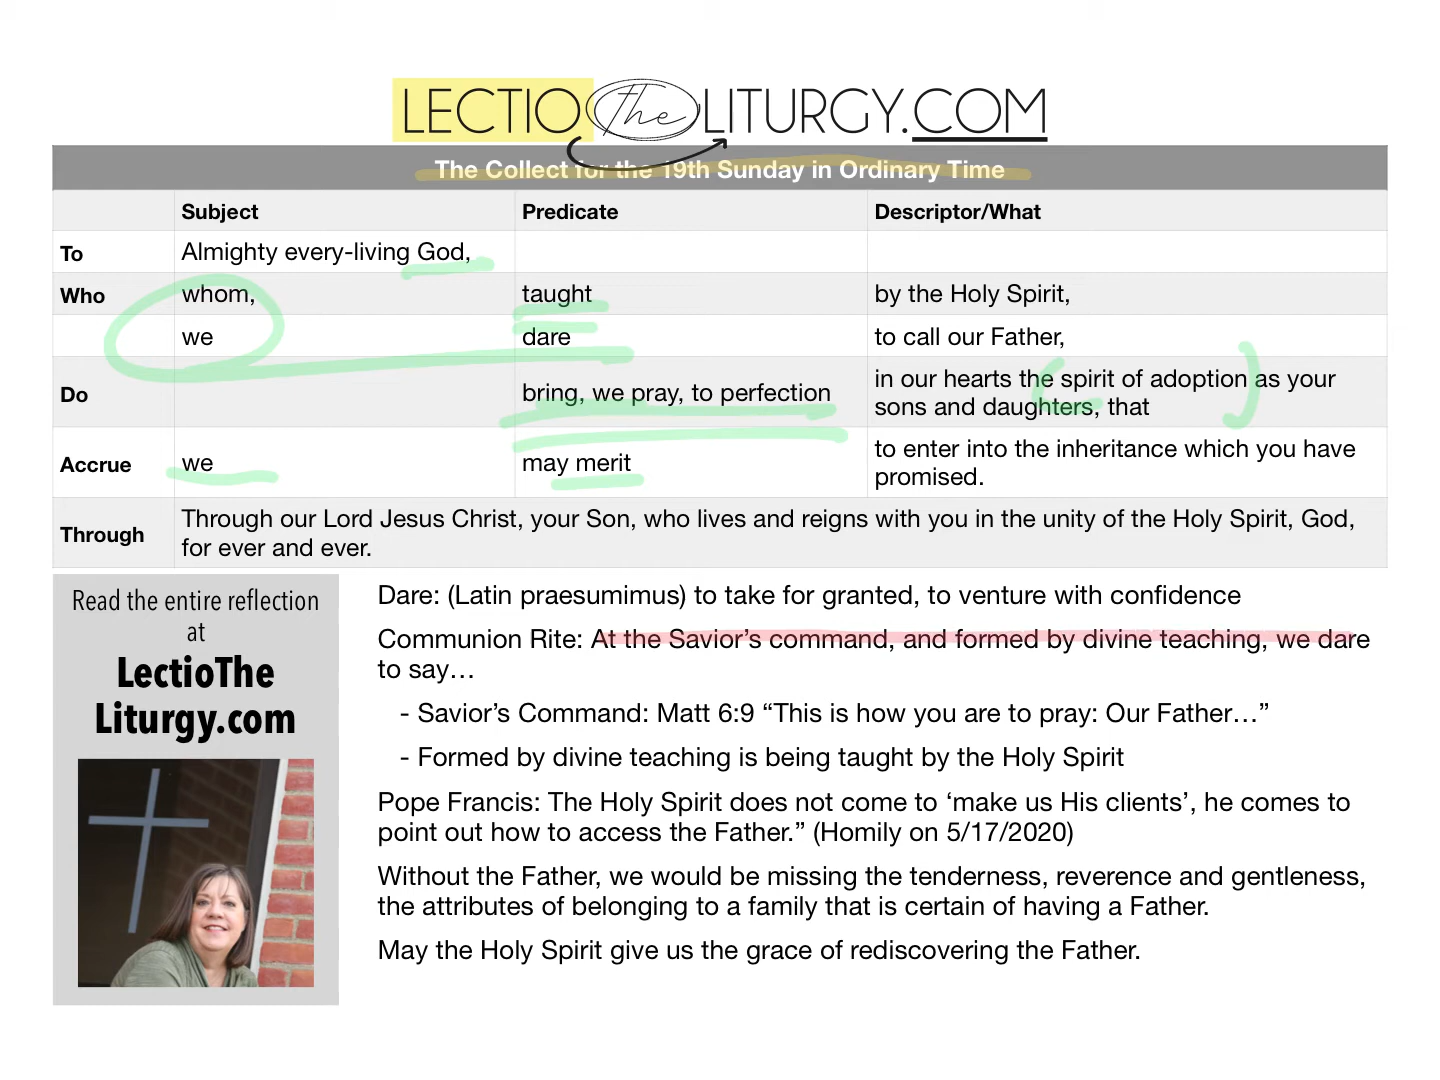 LECTIO the LITURGY.COM
The Collect for the 19th Sunday in Ordinary Time
Subject Predicate Descriptor/What
To Almighty every-living God,
Who whom, taught by the Holy Spirit,
we dare to call our Father,
Do bring, we pray, to perfection in our hearts the spirit of adoption as your
sons and daughters, that
Accrue we may merit to enter into the inheritance which you have
promised.
Through Through our Lord Jesus Christ, your Son, who lives and reigns with you in the unity of the Holy Spirit, God,
for ever and ever.
Read the entire reflection
at
LectioThe
Liturgy.com
Dare: (Latin praesumimus) to take for granted, to venture with confidence
Communion Rite: At the Savior’s command, and formed by divine teaching, we dare
to say…
- Savior’s Command: Matt 6:9 “This is how you are to pray: Our Father…”
- Formed by divine teaching is being taught by the Holy Spirit
Pope Francis: The Holy Spirit does not come to ‘make us His clients’, he comes to
point out how to access the Father.” (Homily on 5/17/2020)
Without the Father, we would be missing the tenderness, reverence and gentleness,
the attributes of belonging to a family that is certain of having a Father.
May the Holy Spirit give us the grace of rediscovering the Father.